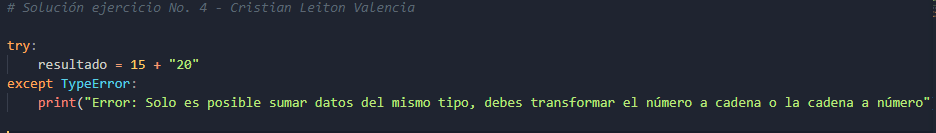 # Solución ejercicio No. 4 - Cristian Leiton Valencia
try:
resultado = 15 + "20"
except TypeError:
print("Error: Solo es posible sumar datos del mismo tipo, debes transformar el número a cadena o la cadena a número"